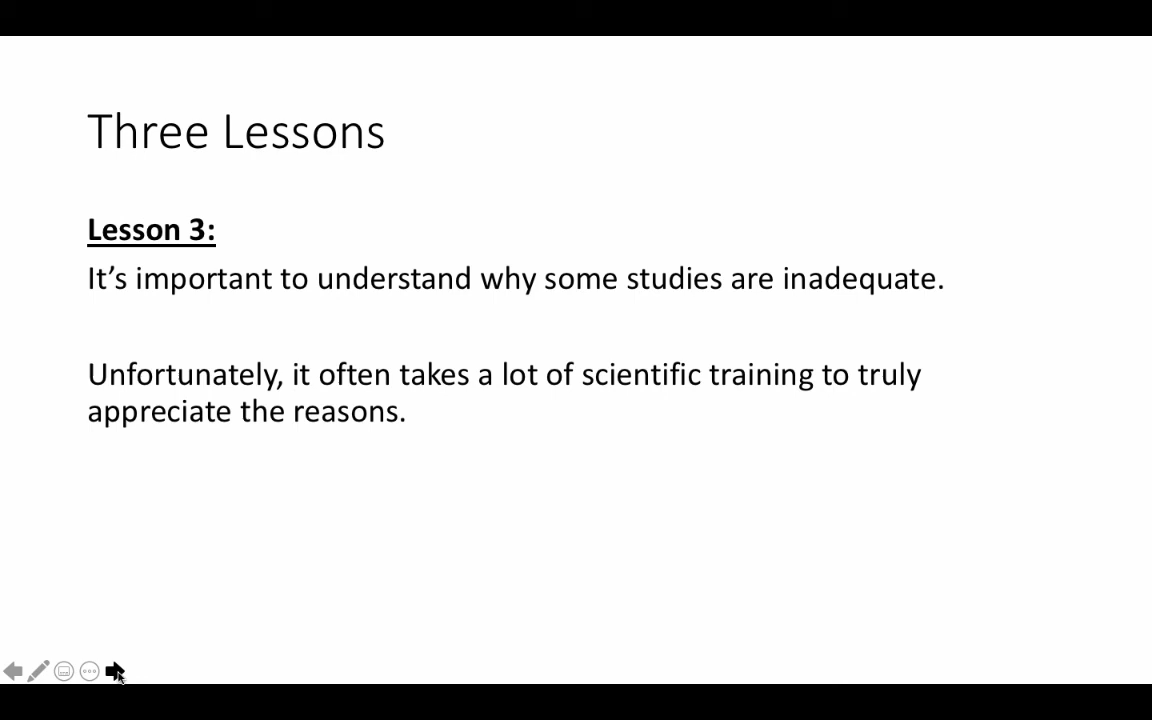 Three Lessons
Lesson 3:
It’s important to understand why some studies are inadequate.
Unfortunately, it often takes a lot of scientific training to truly
appreciate the reasons.